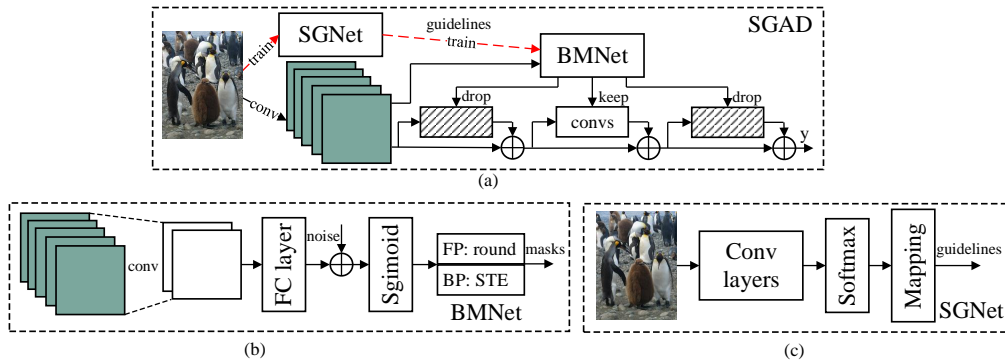 SGAD
SGNet
guidelines
train
train
BMNet
conv
drop
keep
drop
convs
y
(a)
conv
FC layer
noise
Sgimoid
FP: round
BP: STE
masks
BMNet
(b)
Conv
layers
Softmax
Mapping
guidelines
SGNet
(c)